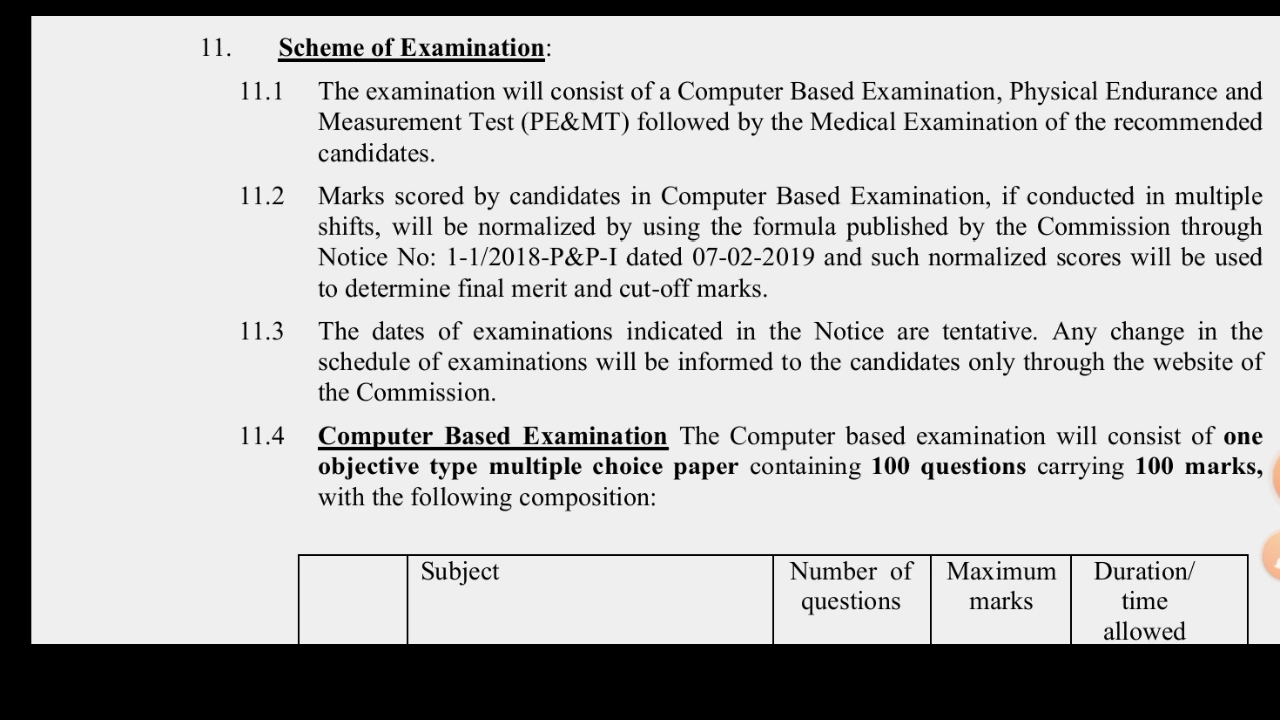 11. Scheme of Examination:
11.1 The examination will consist of a Computer Based Examination, Physical Endurance and
Measurement Test (PE&MT) followed by the Medical Examination of the recommended
candidates.
11.2 Marks scored by candidates in Computer Based Examination, if conducted in multiple
shifts, will be normalized by using the formula published by the Commission through
Notice No: 1-1/2018-P&P-I dated 07-02-2019 and such normalized scores will be used
to determine final merit and cut-off marks.
11.3 The dates of examinations indicated in the Notice are tentative. Any change in the
schedule of examinations will be informed to the candidates only through the website of
the Commission.
11.4 Computer Based Examination The Computer based examination will consist of one
objective type multiple choice paper containing 100 questions carrying 100 marks,
with the following composition:
Subject Number of Maximum Duration/
questions marks time
allowed